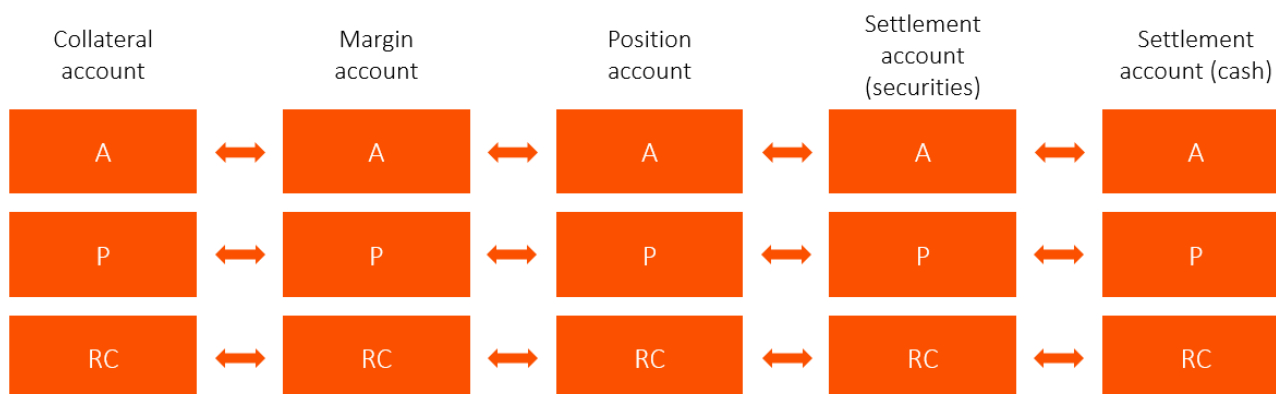 Collateral
account
Margin
account
Position
account
Settlement
account
(securities)
Settlement
account (cash)
A
A
A
A
A
P
P
P
P
P
RC
RC
RC
RC
RC